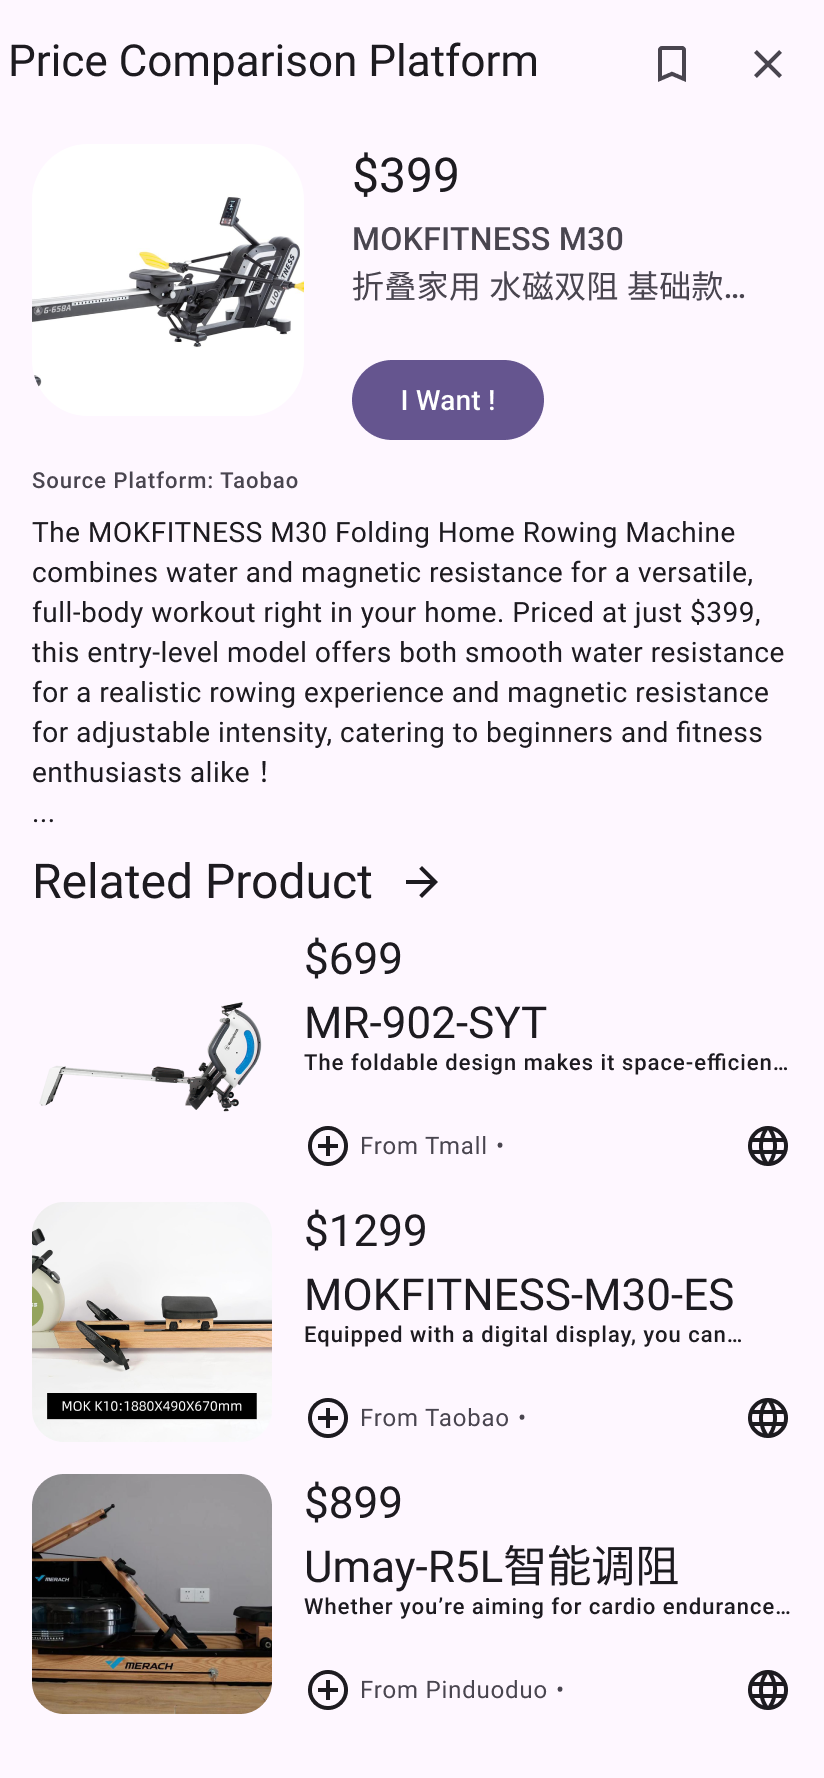 Price Comparison Platform
$399
MOKFITNESS M30
折叠家用 水磁双阻 基础款...
G-658A
I Want !
Source Platform: Taobao
The MOKFITNESS M30 Folding Home Rowing Machine
combines water and magnetic resistance for a versatile,
full-body workout right in your home. Priced at just $399,
this entry-level model offers both smooth water resistance
for a realistic rowing experience and magnetic resistance
for adjustable intensity, catering to beginners and fitness
enthusiasts alike！
...
Related Product
$699
MR-902-SYT
The foldable design makes it space-efficien...
From Tmall •
$1299
MOKFITNESS-M30-ES
Equipped with a digital display, you can...
MOK K10:1880X490X670mm
From Taobao •
$899
Umay-R5L智能调阻
Whether you’re aiming for cardio endurance...
MERACH
MERACH
From Pinduoduo •